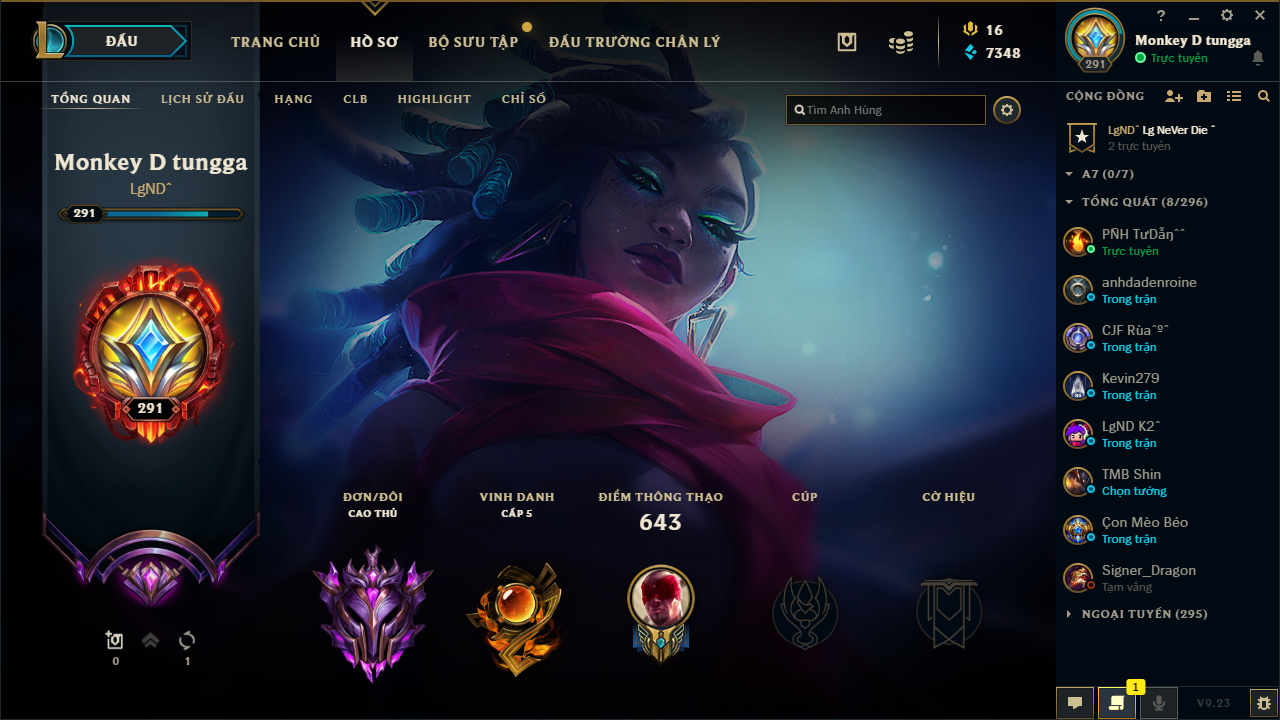 ĐẤU
TRANG CHỦ
HỒ SƠ
BỘ SƯU TẬP
ĐẤU TRƯỜNG CHÂN LÝ
16
7348
?
291
Monkey D tungga
Trực tuyến
TỔNG QUAN
LỊCH SỬ ĐẤU
HẠNG
CLB
HIGHLIGHT
CHỈ SỐ
Tìm Anh Hùng
CỘNG ĐỒNG
LgNDˆ Lg NeVer Die ˆ
2 trực tuyến
A7 (0/7)
TỔNG QUÁT (8/296)
PÑH TưDẫŋˆˆ
Trực tuyến
anhdadenroine
Trong trận
CJF Rùaˆºˆ
Trong trận
Kevin279
Trong trận
LgND K2ˆ
Trong trận
TMB Shin
Chọn tướng
Çon Mèo Béo
Trong trận
Signer_Dragon
Tạm vắng
NGOẠI TUYẾN (295)
Monkey D tungga
LgNDˆ
291
291
0
1
ĐƠN/ĐÔI
CAO THỦ
VINH DANH
CẤP 5
ĐIỂM THÔNG THẠO
643
CÚP
CỜ HIỆU
1
V9.23